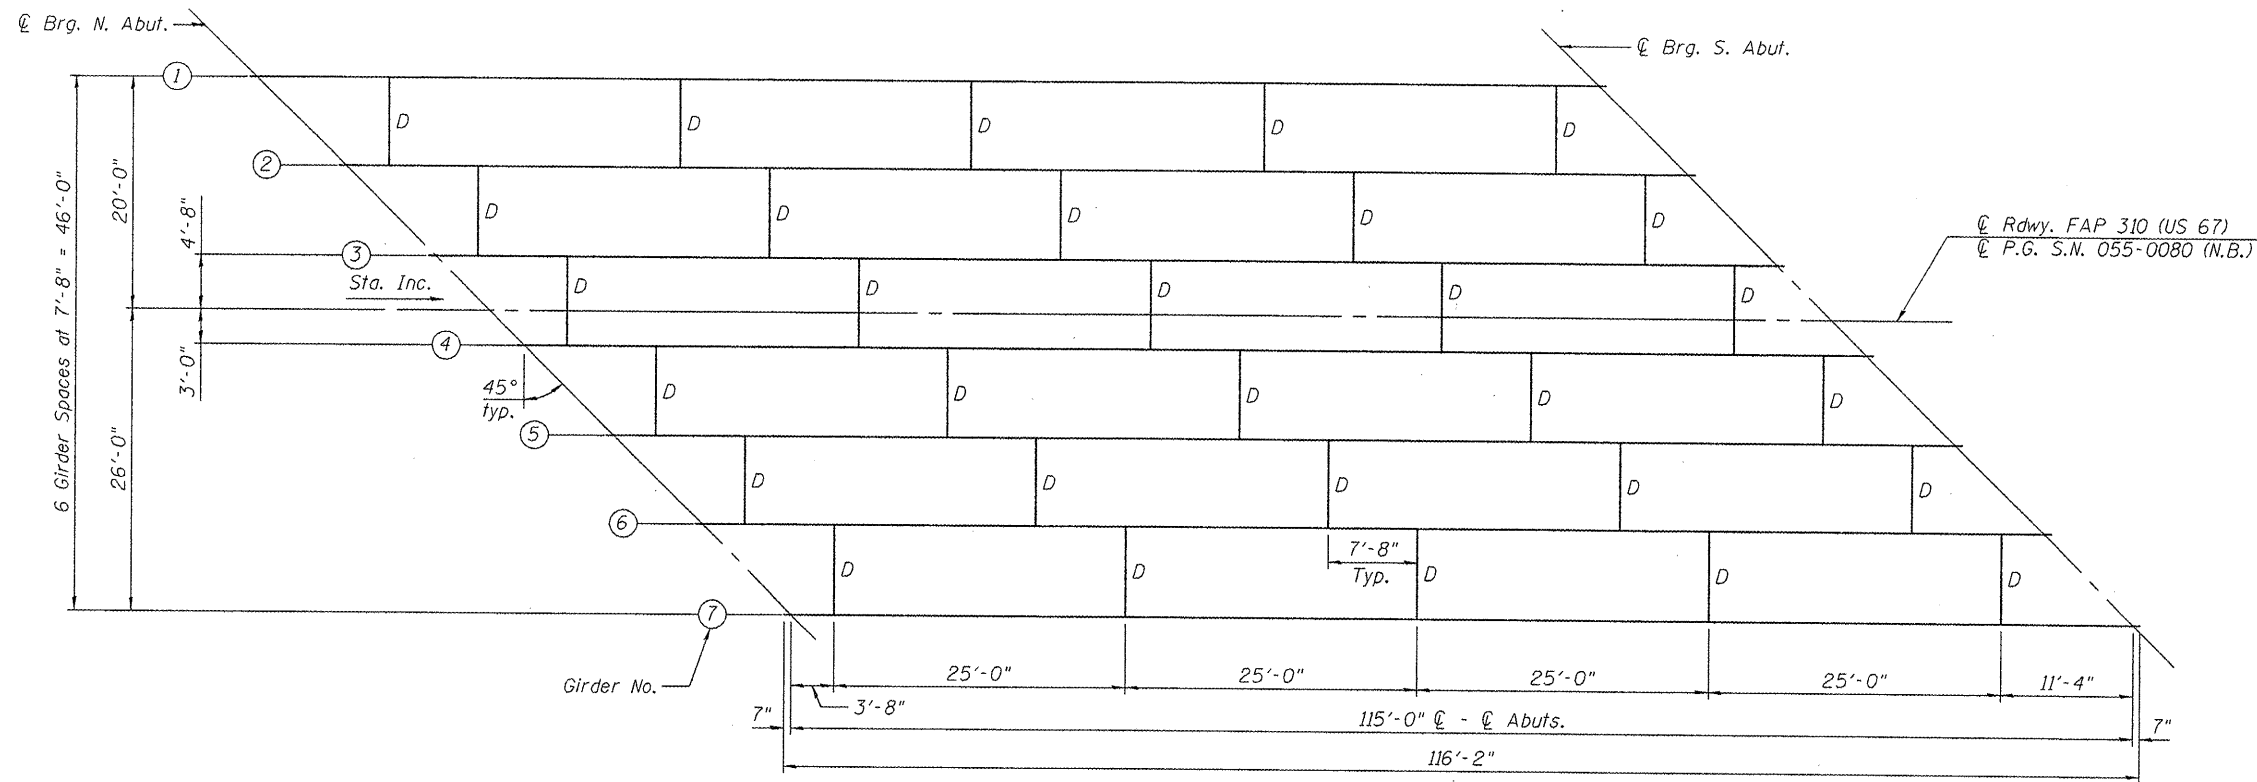 ℄ Brg. N. Abut.
℄ Brg. S. Abut.
1
D D D D D
2
D D D D D
3
D D D D D
4
D D D D D
5
D D D D D
6
D D D D D
7
6 Girder Spaces at 7'-8" = 46'-0"
20'-0"
26'-0"
4'-8"
3'-0"
Sta. Inc.
℄ Rdwy. FAP 310 (US 67)
℄ P.G. S.N. 055-0080 (N.B.)
45°
typ.
7'-8"
Typ.
Girder No.
25'-0" 25'-0" 25'-0" 25'-0" 11'-4"
3'-8"
7" 115'-0" ℄ - ℄ Abuts. 7"
116'-2"